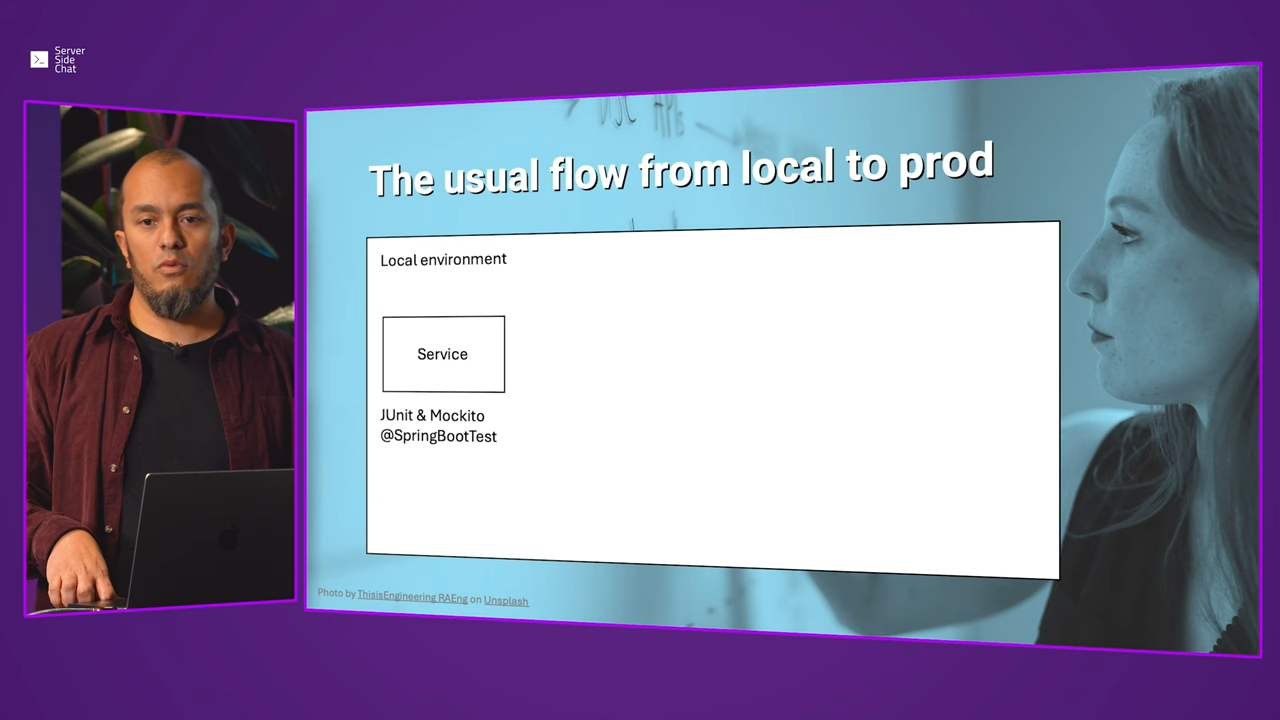 Server
Side
Chat
The usual flow from local to prod
Local environment
Service
JUnit & Mockito
@SpringBootTest
Photo by ThisisEngineering RAEng on Unsplash